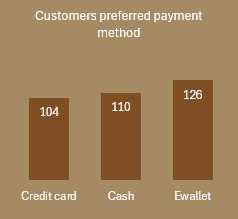 Customers preferred payment
method
104
110
126
Credit card
Cash
Ewallet